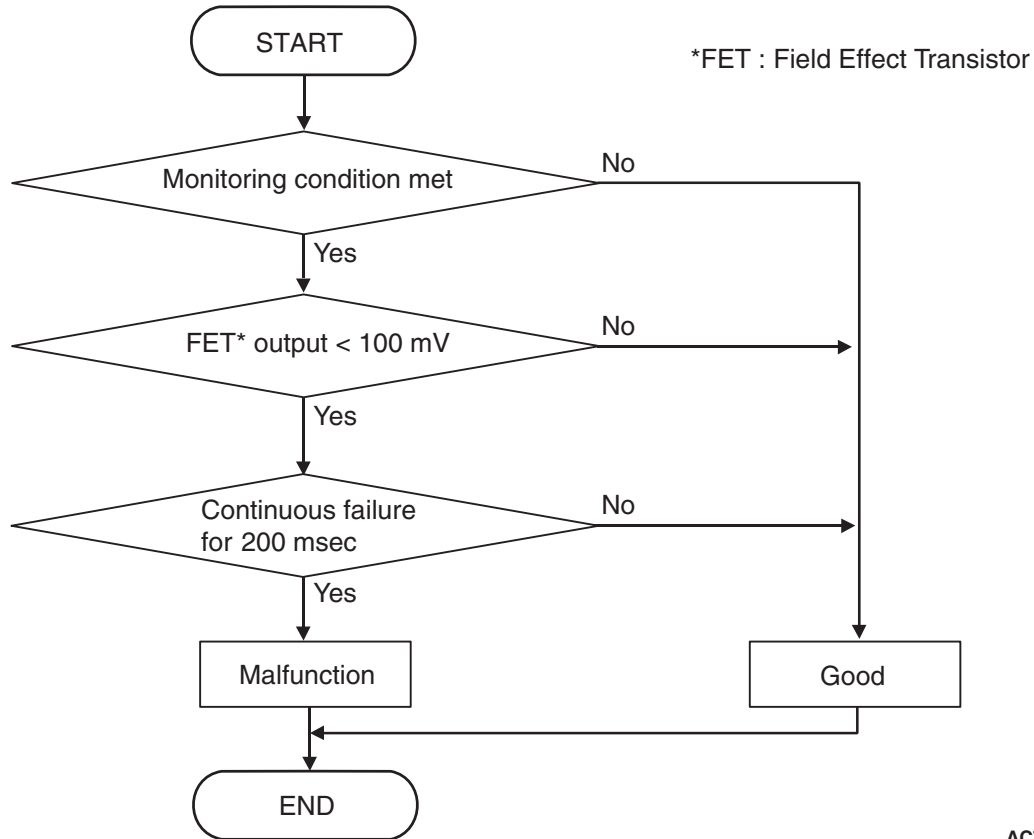 START
*FET : Field Effect Transistor
Monitoring condition met
No
Yes
FET* output < 100 mV
No
Yes
Continuous failure
for 200 msec
No
Yes
Malfunction
Good
END